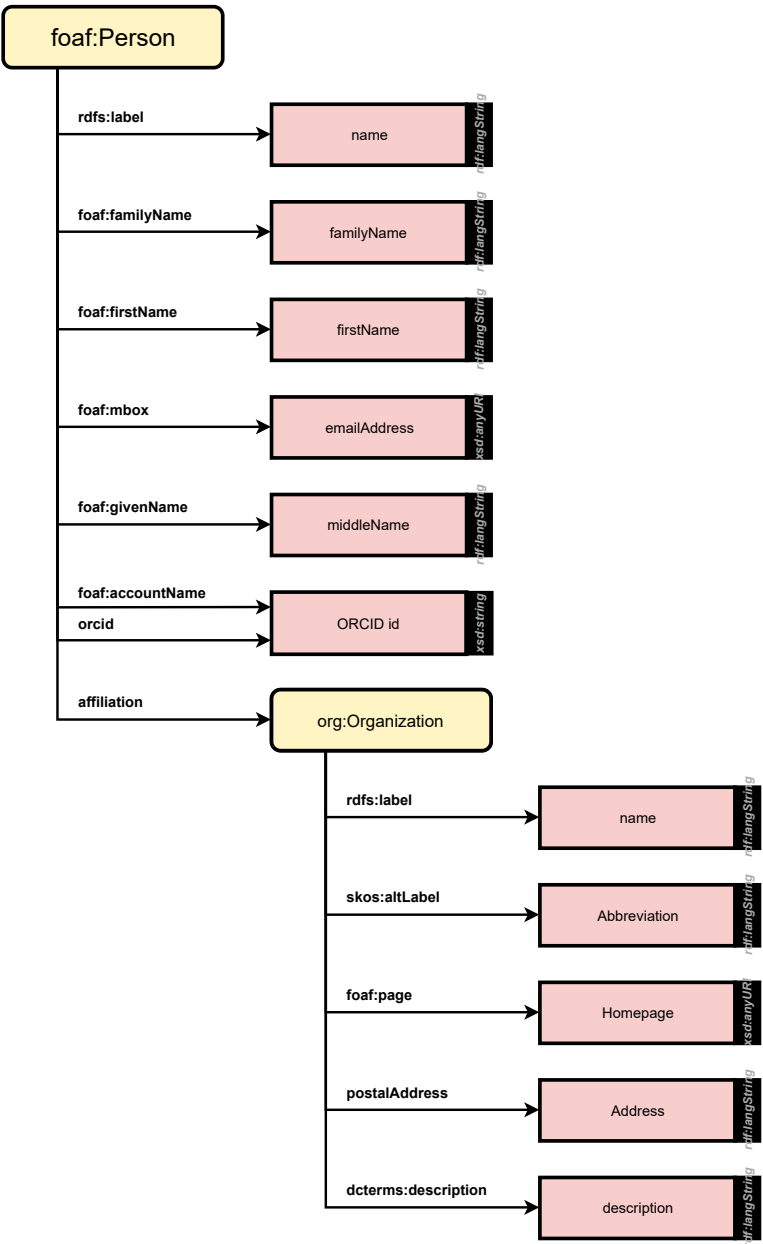 foaf:Person
rdfs:label
name
rdf:langString
foaf:familyName
familyName
rdf:langString
foaf:firstName
firstName
rdf:langString
foaf:mbox
emailAddress
xsd:anyURI
foaf:givenName
middleName
rdf:langString
foaf:accountName
orcid
ORCID id
xsd:string
affiliation
org:Organization
rdfs:label
name
rdf:langString
skos:altLabel
Abbreviation
rdf:langString
foaf:page
Homepage
xsd:anyURI
postalAddress
Address
rdf:langString
dcterms:description
description
rdf:langString